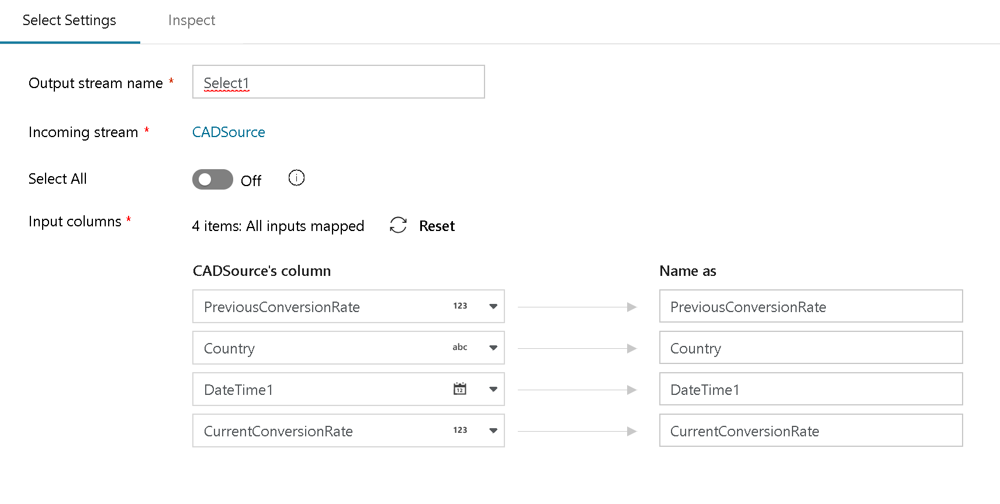 Select Settings Inspect
Output stream name * Select1
Incoming stream * CADSource
Select All Off
Input columns * 4 items: All inputs mapped Reset
CADSource's column Name as
PreviousConversionRate 123 PreviousConversionRate
Country abc Country
DateTime1 12 DateTime1
CurrentConversionRate 123 CurrentConversionRate